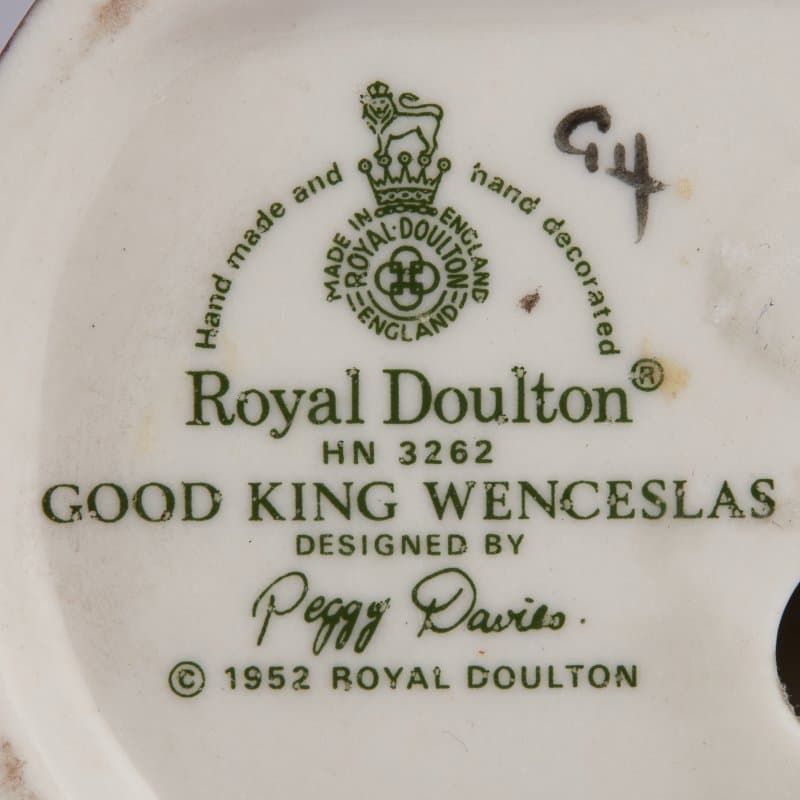 Hand made and hand decorated
MADE IN ENGLAND
ROYAL·DOULTON
ENGLAND
GH
Royal Doulton®
HN 3262
GOOD KING WENCESLAS
DESIGNED BY
Peggy Davies.
© 1952 ROYAL DOULTON